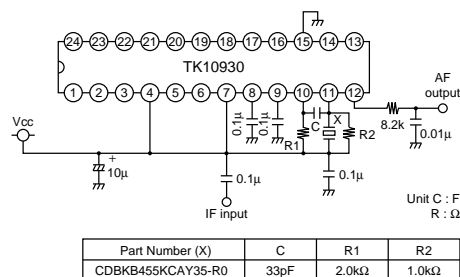 24 23 22 21 20 19 18 17 16 15 14 13
TK10930
1 2 3 4 5 6 7 8 9 10 11 12
AF
output
Vcc
+
10μ
0.1μ
0.1μ
C
X
R1
R2
8.2k
0.01μ
0.1μ
0.1μ
IF input
Unit C : F
R : Ω
Part Number (X) C R1 R2
CDBKB455KCAY35-R0 33pF 2.0kΩ 1.0kΩ